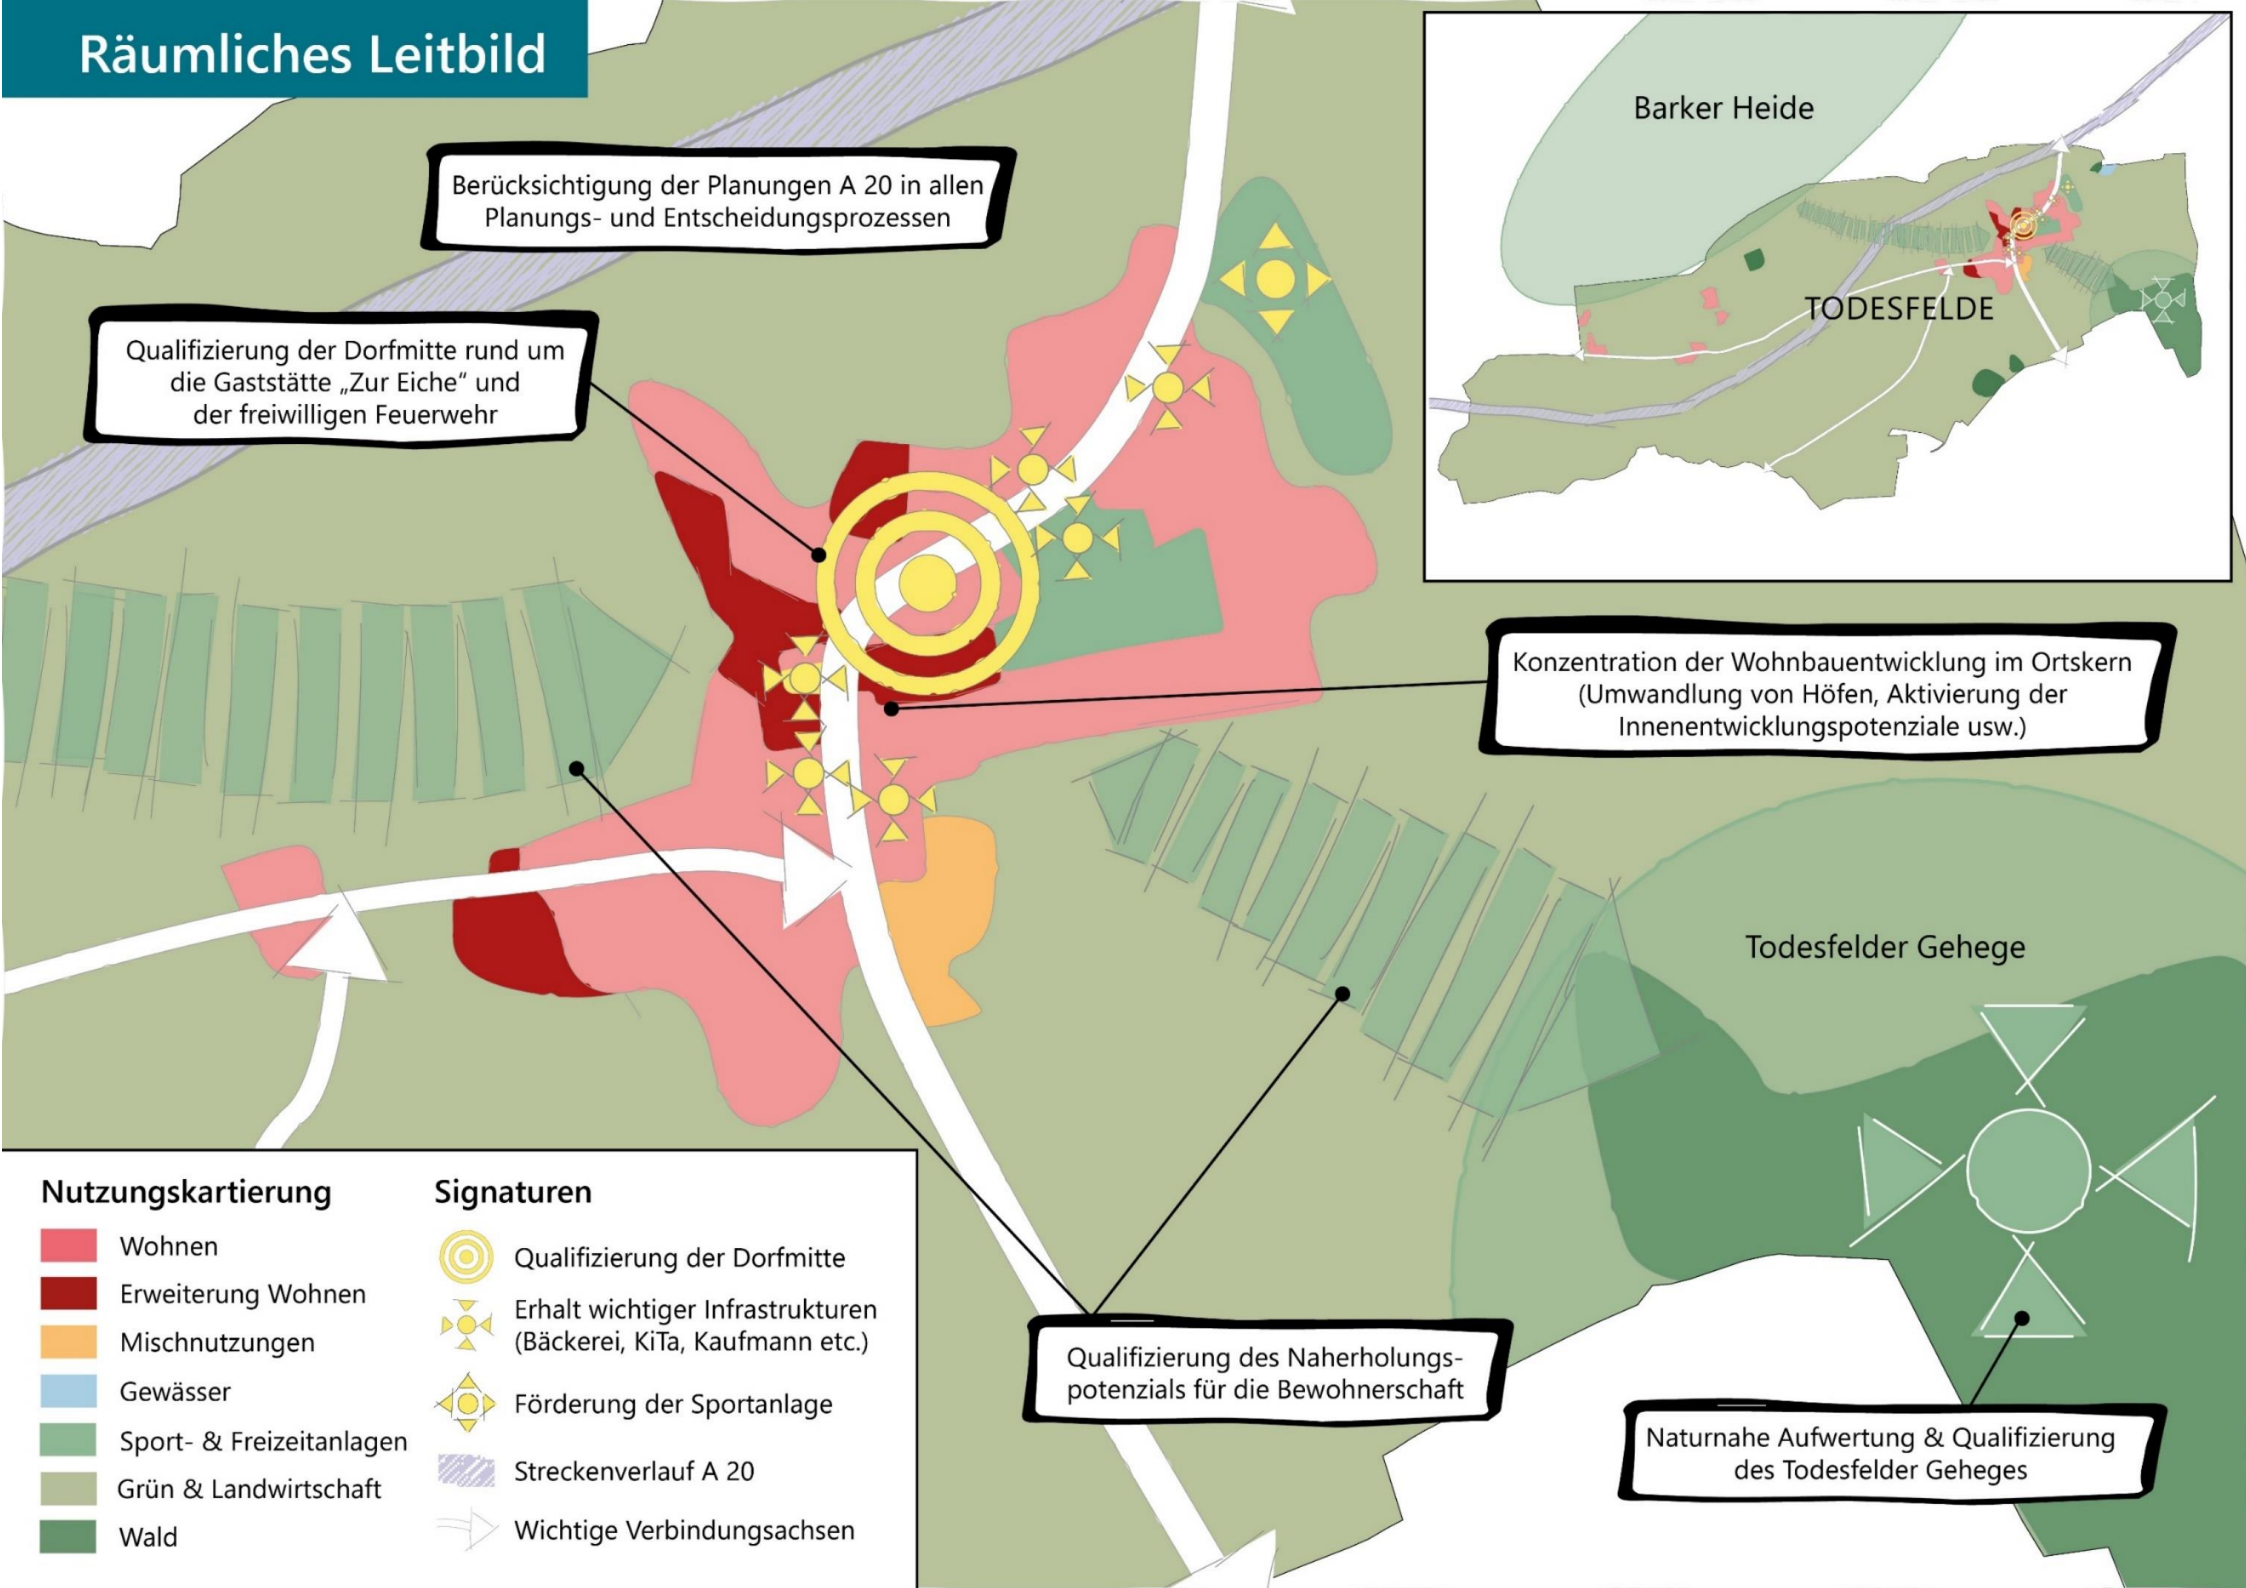 Räumliches Leitbild
Barker Heide
TODESFELDE
Berücksichtigung der Planungen A 20 in allen
Planungs- und Entscheidungsprozessen
Qualifizierung der Dorfmitte rund um
die Gaststätte „Zur Eiche“ und
der freiwilligen Feuerwehr
Konzentration der Wohnbauentwicklung im Ortskern
(Umwandlung von Höfen, Aktivierung der
Innenentwicklungspotenziale usw.)
Todesfelder Gehege
Qualifizierung des Naherholungs-
potenzials für die Bewohnerschaft
Naturnahe Aufwertung & Qualifizierung
des Todesfelder Geheges
Nutzungskartierung
Wohnen
Erweiterung Wohnen
Mischnutzungen
Gewässer
Sport- & Freizeitanlagen
Grün & Landwirtschaft
Wald
Signaturen
Qualifizierung der Dorfmitte
Erhalt wichtiger Infrastrukturen
(Bäckerei, KiTa, Kaufmann etc.)
Förderung der Sportanlage
Streckenverlauf A 20
Wichtige Verbindungsachsen